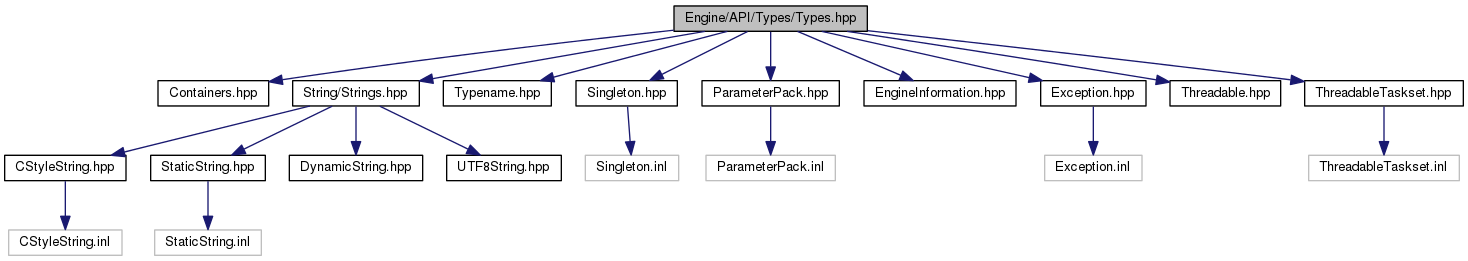 Engine/API/Types/Types.hpp
Containers.hpp
String/Strings.hpp
Typename.hpp
Singleton.hpp
ParameterPack.hpp
EngineInformation.hpp
Exception.hpp
Threadable.hpp
ThreadableTaskset.hpp
CStyleString.hpp
StaticString.hpp
DynamicString.hpp
UTF8String.hpp
Singleton.inl
ParameterPack.inl
Exception.inl
ThreadableTaskset.inl
CStyleString.inl
StaticString.inl